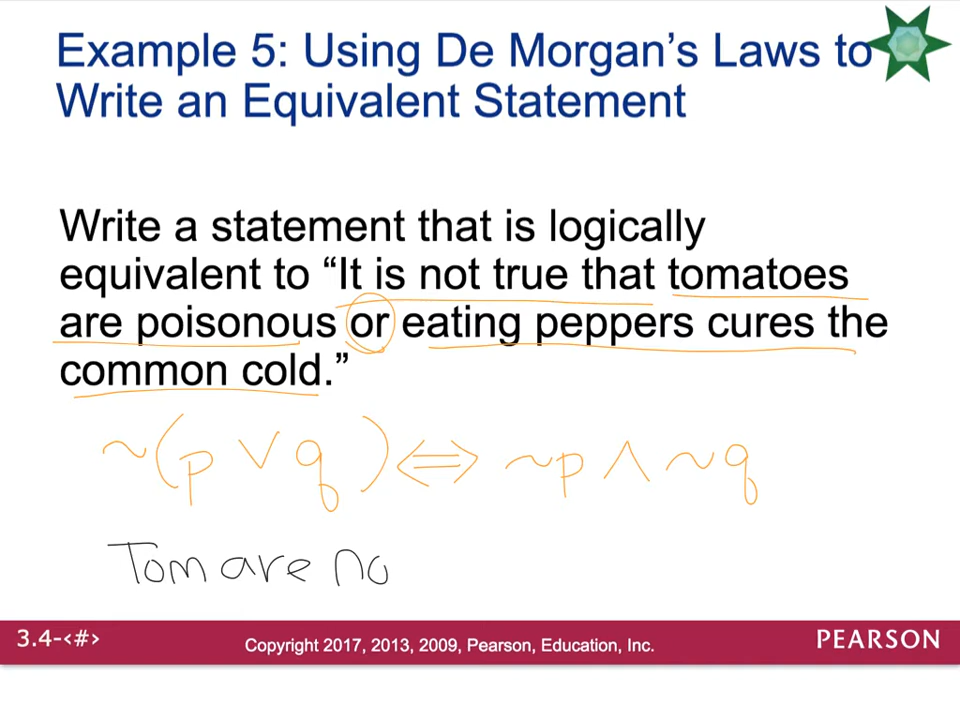 Example 5: Using De Morgan's Laws to
Write an Equivalent Statement
Write a statement that is logically
equivalent to “It is not true that tomatoes
are poisonous or eating peppers cures the
common cold.”
~(p ∨ q) ⇔ ~p ∧ ~q
Tom are no
3.4-<#>
Copyright 2017, 2013, 2009, Pearson, Education, Inc.
PEARSON